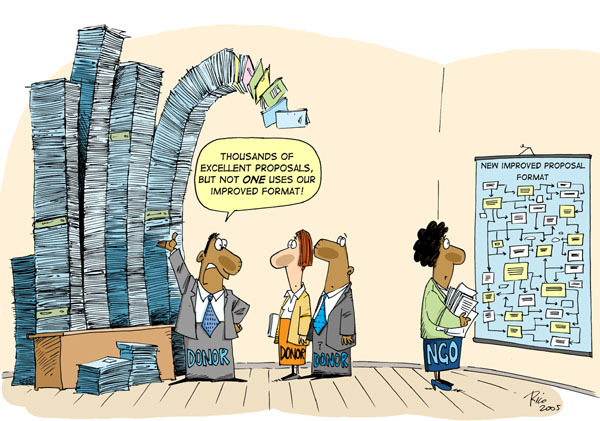 THOUSANDS OF
EXCELLENT PROPOSALS,
BUT NOT ONE USES OUR
IMPROVED FORMAT!
NEW IMPROVED PROPOSAL
FORMAT
DONOR
DONOR
DONOR
NGO
Rico
2005